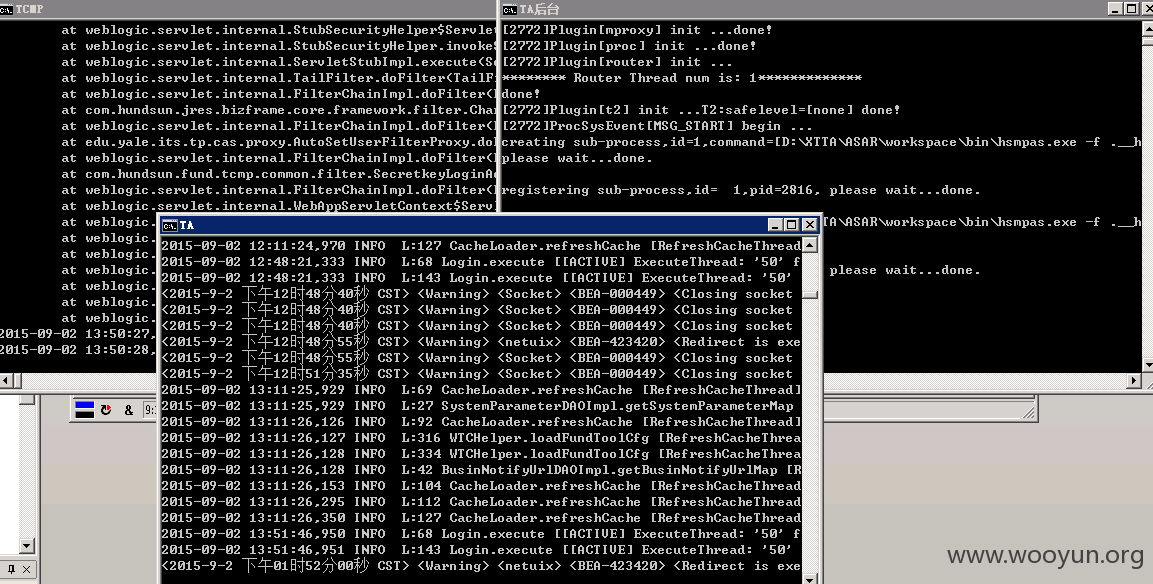 TCMP
at weblogic.servlet.internal.StubSecurityHelper$Servlet
at weblogic.servlet.internal.StubSecurityHelper.invoke
at weblogic.servlet.internal.ServletStubImpl.execute(Se
at weblogic.servlet.internal.TailFilter.doFilter(TailFi
at weblogic.servlet.internal.FilterChainImpl.doFilter(
at com.hundsun.jres.bizframe.core.framework.filter.Char
at weblogic.servlet.internal.FilterChainImpl.doFilter(
at edu.yale.its.tp.cas.proxy.AutoSetUserFilterProxy.do
at weblogic.servlet.internal.FilterChainImpl.doFilter(
at com.hundsun.fund.tcmp.common.filter.SecretkeyLoginA
at weblogic.servlet.internal.FilterChainImpl.doFilter(
at weblogic.servlet.internal.WebAppServletContext$Serv
at weblogic.
at weblogic.
at weblogic.
at weblogic.
at weblogic.
at weblogic.
at weblogic.
2015-09-02 13:50:27,
2015-09-02 13:50:28,
TA后台
[2772]Plugin[mproxy] init ...done!
[2772]Plugin[proc] init ...done!
[2772]Plugin[router] init ...
******** Router Thread num is: 1*************
done!
[2772]Plugin[t2] init ...T2:safelevel=[none] done!
[2772]ProcSysEvent[MSG_START] begin ...
creating sub-process,id=1,command=[D:\XTTA\ASAR\workspace\bin\hsmpas.exe -f .__h
please wait...done.
registering sub-process,id=  1,pid=2816, please wait...done.
TA\ASAR\workspace\bin\hsmpas.exe -f .__h
please wait...done.
TA
2015-09-02 12:11:24,970 INFO  L:127 CacheLoader.refreshCache [RefreshCacheThread
2015-09-02 12:48:21,333 INFO  L:68 Login.execute [[ACTIVE] ExecuteThread: '50' f
2015-09-02 12:48:21,333 INFO  L:143 Login.execute [[ACTIVE] ExecuteThread: '50'
<2015-9-2 下午12时48分40秒 CST> <Warning> <Socket> <BEA-000449> <Closing socket
<2015-9-2 下午12时48分40秒 CST> <Warning> <Socket> <BEA-000449> <Closing socket
<2015-9-2 下午12时48分40秒 CST> <Warning> <Socket> <BEA-000449> <Closing socket
<2015-9-2 下午12时48分55秒 CST> <Warning> <netuix> <BEA-423420> <Redirect is exe
<2015-9-2 下午12时48分55秒 CST> <Warning> <Socket> <BEA-000449> <Closing socket
<2015-9-2 下午12时51分35秒 CST> <Warning> <Socket> <BEA-000449> <Closing socket
2015-09-02 13:11:25,929 INFO  L:69 CacheLoader.refreshCache [RefreshCacheThread]
2015-09-02 13:11:25,929 INFO  L:27 SystemParameterDAOImpl.getSystemParameterMap
2015-09-02 13:11:26,126 INFO  L:92 CacheLoader.refreshCache [RefreshCacheThread]
2015-09-02 13:11:26,127 INFO  L:316 WTCHelper.loadFundToolCfg [RefreshCacheThrea
2015-09-02 13:11:26,128 INFO  L:334 WTCHelper.loadFundToolCfg [RefreshCacheThrea
2015-09-02 13:11:26,128 INFO  L:42 BusinNotifyUrlDAOImpl.getBusinNotifyUrlMap [R
2015-09-02 13:11:26,153 INFO  L:104 CacheLoader.refreshCache [RefreshCacheThread
2015-09-02 13:11:26,295 INFO  L:112 CacheLoader.refreshCache [RefreshCacheThread
2015-09-02 13:11:26,350 INFO  L:127 CacheLoader.refreshCache [RefreshCacheThread
2015-09-02 13:51:46,950 INFO  L:68 Login.execute [[ACTIVE] ExecuteThread: '50' f
2015-09-02 13:51:46,951 INFO  L:143 Login.execute [[ACTIVE] ExecuteThread: '50'
<2015-9-2 下午01时52分00秒 CST> <Warning> <netuix> <BEA-423420> <Redirect is exe
& 9:
www.wooyun.org